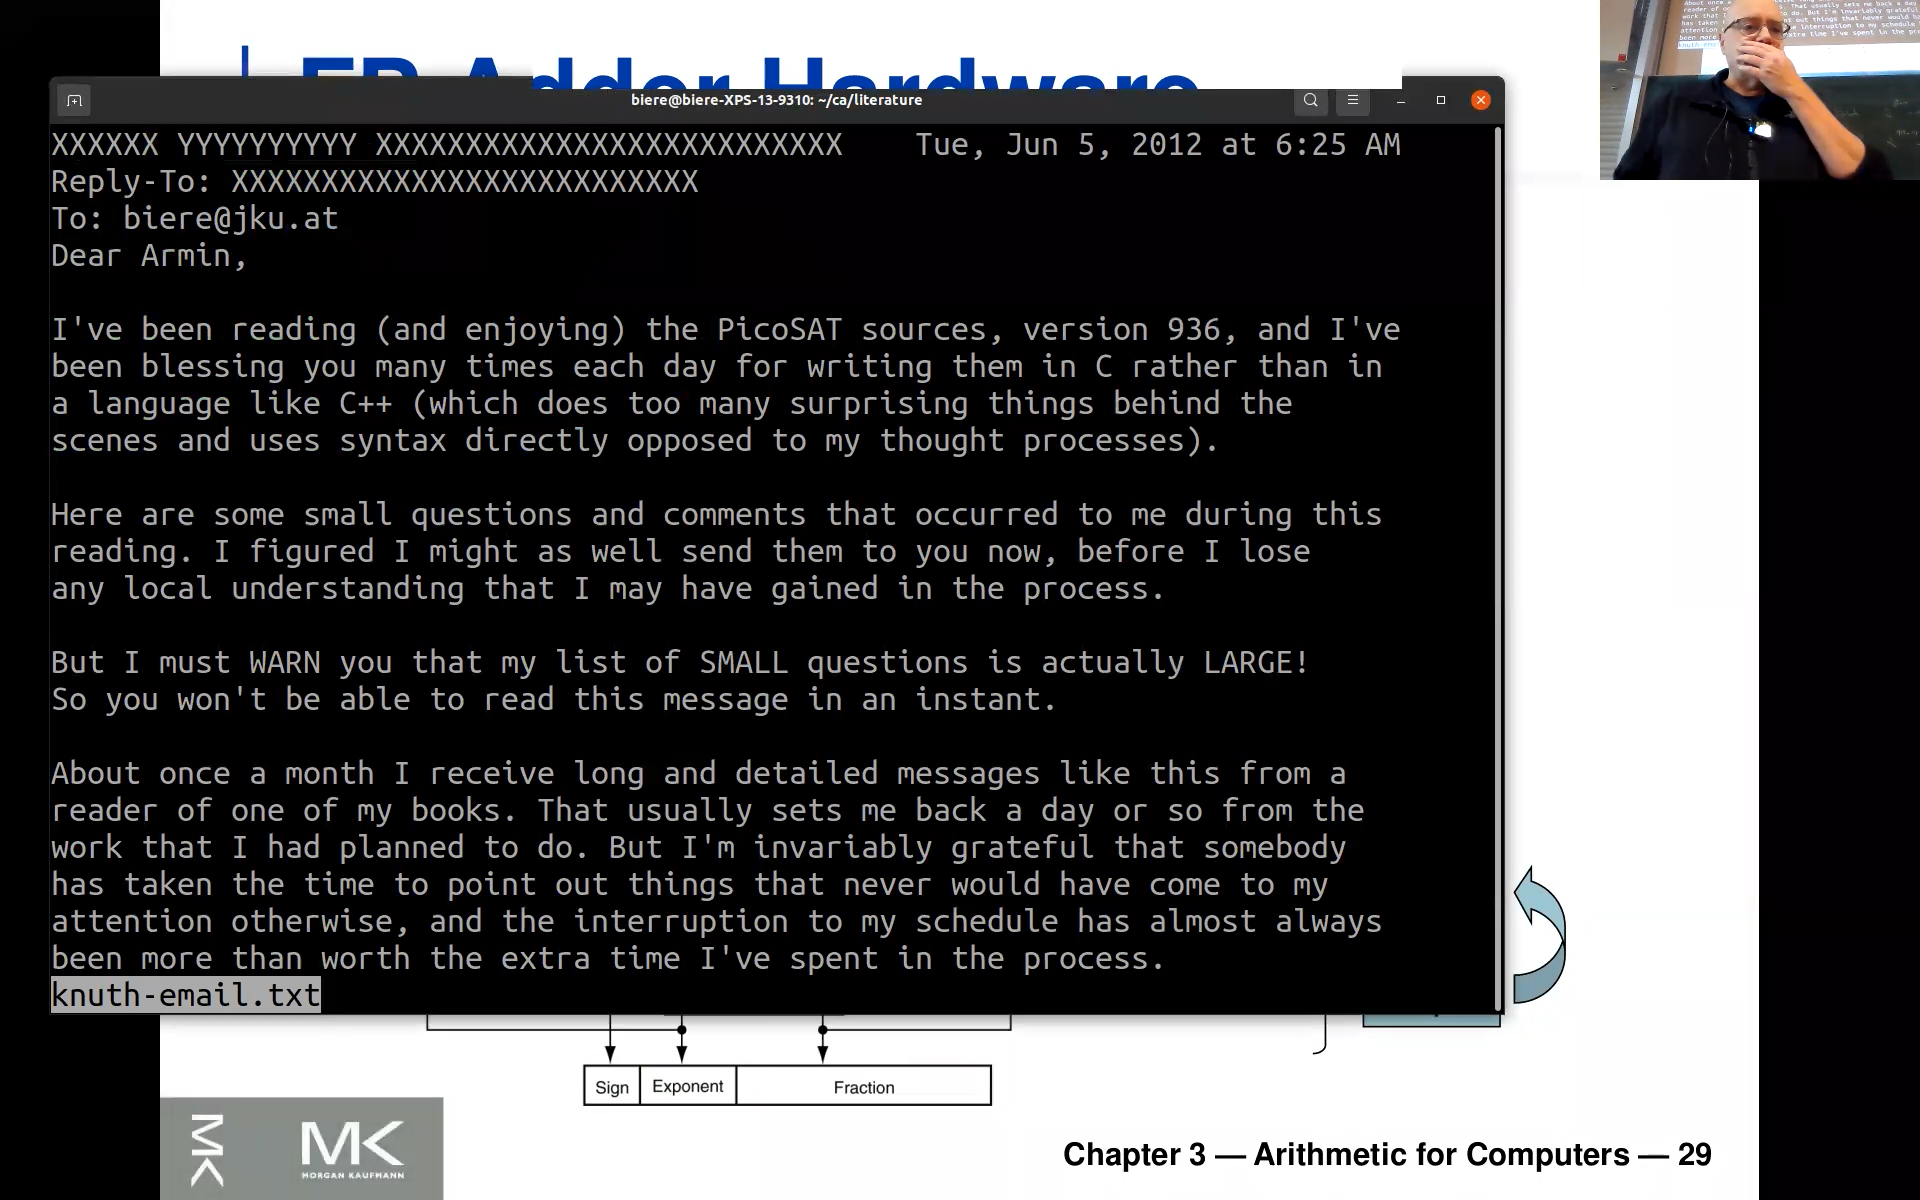 FP Adder Hardware
biere@biere-XPS-13-9310: ~/ca/literature
XXXXXX YYYYYYYYYY XXXXXXXXXXXXXXXXXXXXXXXXXX    Tue, Jun 5, 2012 at 6:25 AM
Reply-To: XXXXXXXXXXXXXXXXXXXXXXXXXX
To: biere@jku.at
Dear Armin,
I've been reading (and enjoying) the PicoSAT sources, version 936, and I've
been blessing you many times each day for writing them in C rather than in
a language like C++ (which does too many surprising things behind the
scenes and uses syntax directly opposed to my thought processes).
Here are some small questions and comments that occurred to me during this
reading. I figured I might as well send them to you now, before I lose
any local understanding that I may have gained in the process.
But I must WARN you that my list of SMALL questions is actually LARGE!
So you won't be able to read this message in an instant.
About once a month I receive long and detailed messages like this from a
reader of one of my books. That usually sets me back a day or so from the
work that I had planned to do. But I'm invariably grateful that somebody
has taken the time to point out things that never would have come to my
attention otherwise, and the interruption to my schedule has almost always
been more than worth the extra time I've spent in the process.
knuth-email.txt
Sign Exponent Fraction
MK
MK
MORGAN KAUFMANN
Chapter 3 — Arithmetic for Computers — 29